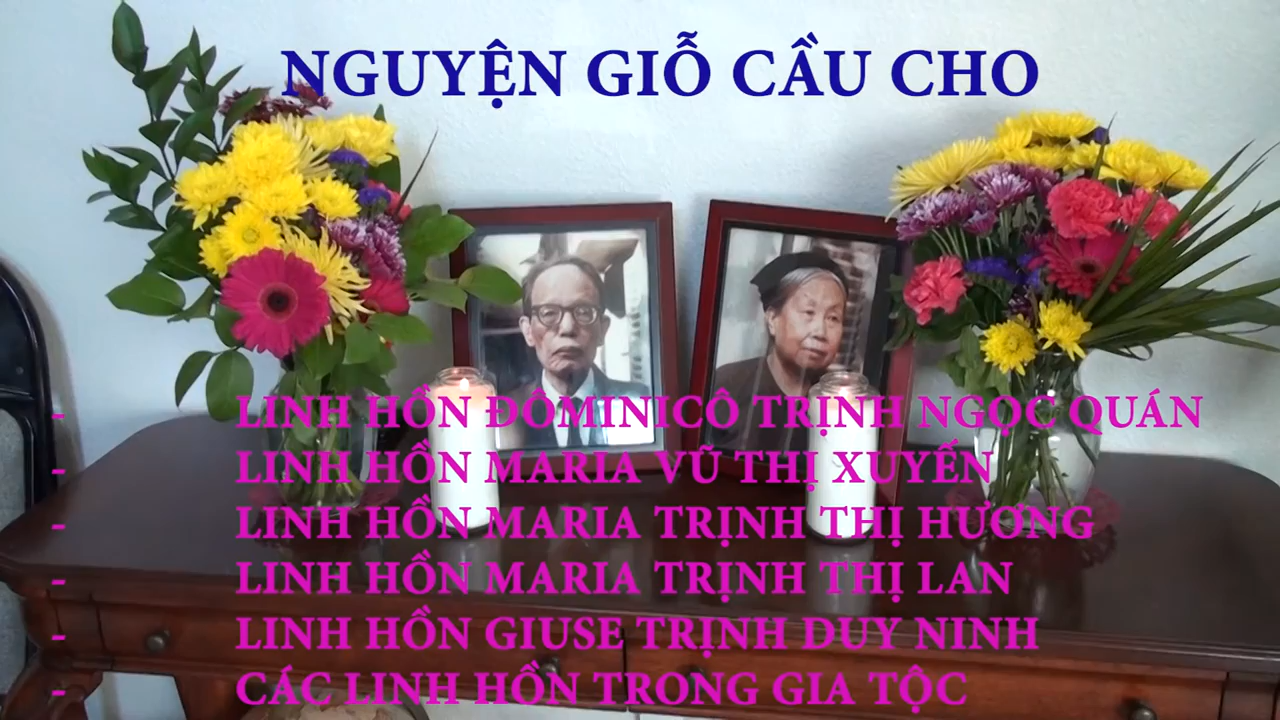 NGUYỆN GIỖ CẦU CHO
- LINH HỒN ĐÔMINICÔ TRỊNH NGỌC QUÁN
- LINH HỒN MARIA VŨ THỊ XUYẾN
- LINH HỒN MARIA TRỊNH THỊ HƯƠNG
- LINH HỒN MARIA TRỊNH THỊ LAN
- LINH HỒN GIUSE TRỊNH DUY NINH
- CÁC LINH HỒN TRONG GIA TỘC